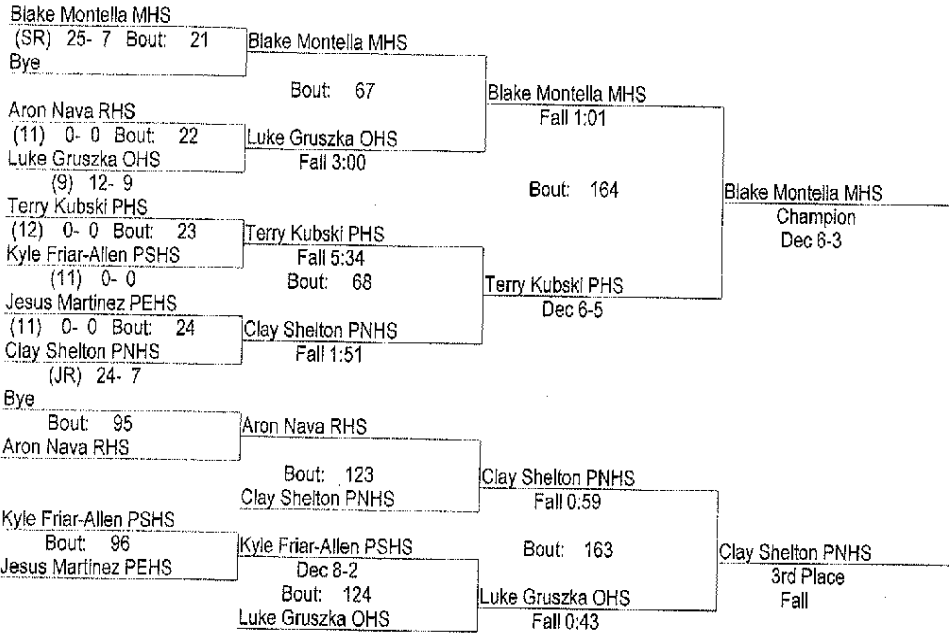 Blake Montella MHS
(SR) 25- 7 Bout: 21
Bye
Blake Montella MHS
Bout: 67
Aron Nava RHS
(11) 0- 0 Bout: 22
Luke Gruszka OHS
(9) 12- 9
Luke Gruszka OHS
Fall 3:00
Blake Montella MHS
Fall 1:01
Bout: 164
Terry Kubski PHS
(12) 0- 0 Bout: 23
Kyle Friar-Allen PSHS
(11) 0- 0
Terry Kubski PHS
Fall 5:34
Bout: 68
Jesus Martinez PEHS
(11) 0- 0 Bout: 24
Clay Shelton PNHS
(JR) 24- 7
Clay Shelton PNHS
Fall 1:51
Terry Kubski PHS
Dec 6-5
Blake Montella MHS
Champion
Dec 6-3
Bye
Bout: 95
Aron Nava RHS
Aron Nava RHS
Bout: 123
Clay Shelton PNHS
Clay Shelton PNHS
Fall 0:59
Bout: 163
Kyle Friar-Allen PSHS
Bout: 96
Jesus Martinez PEHS
Kyle Friar-Allen PSHS
Dec 8-2
Bout: 124
Luke Gruszka OHS
Luke Gruszka OHS
Fall 0:43
Clay Shelton PNHS
3rd Place
Fall